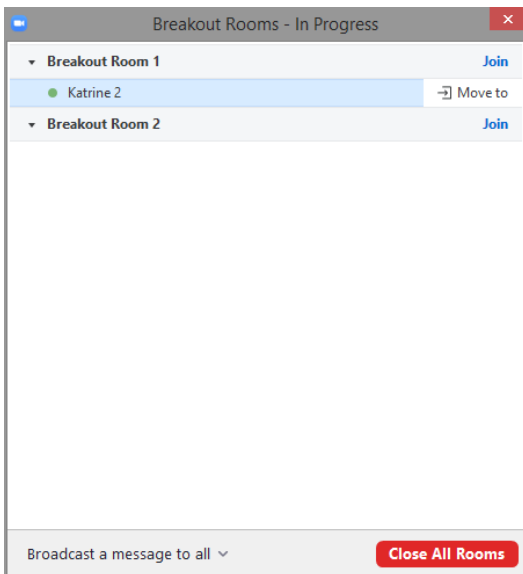 Breakout Rooms - In Progress
Breakout Room 1 Join
Katrine 2 Move to
Breakout Room 2 Join
Broadcast a message to all Close All Rooms